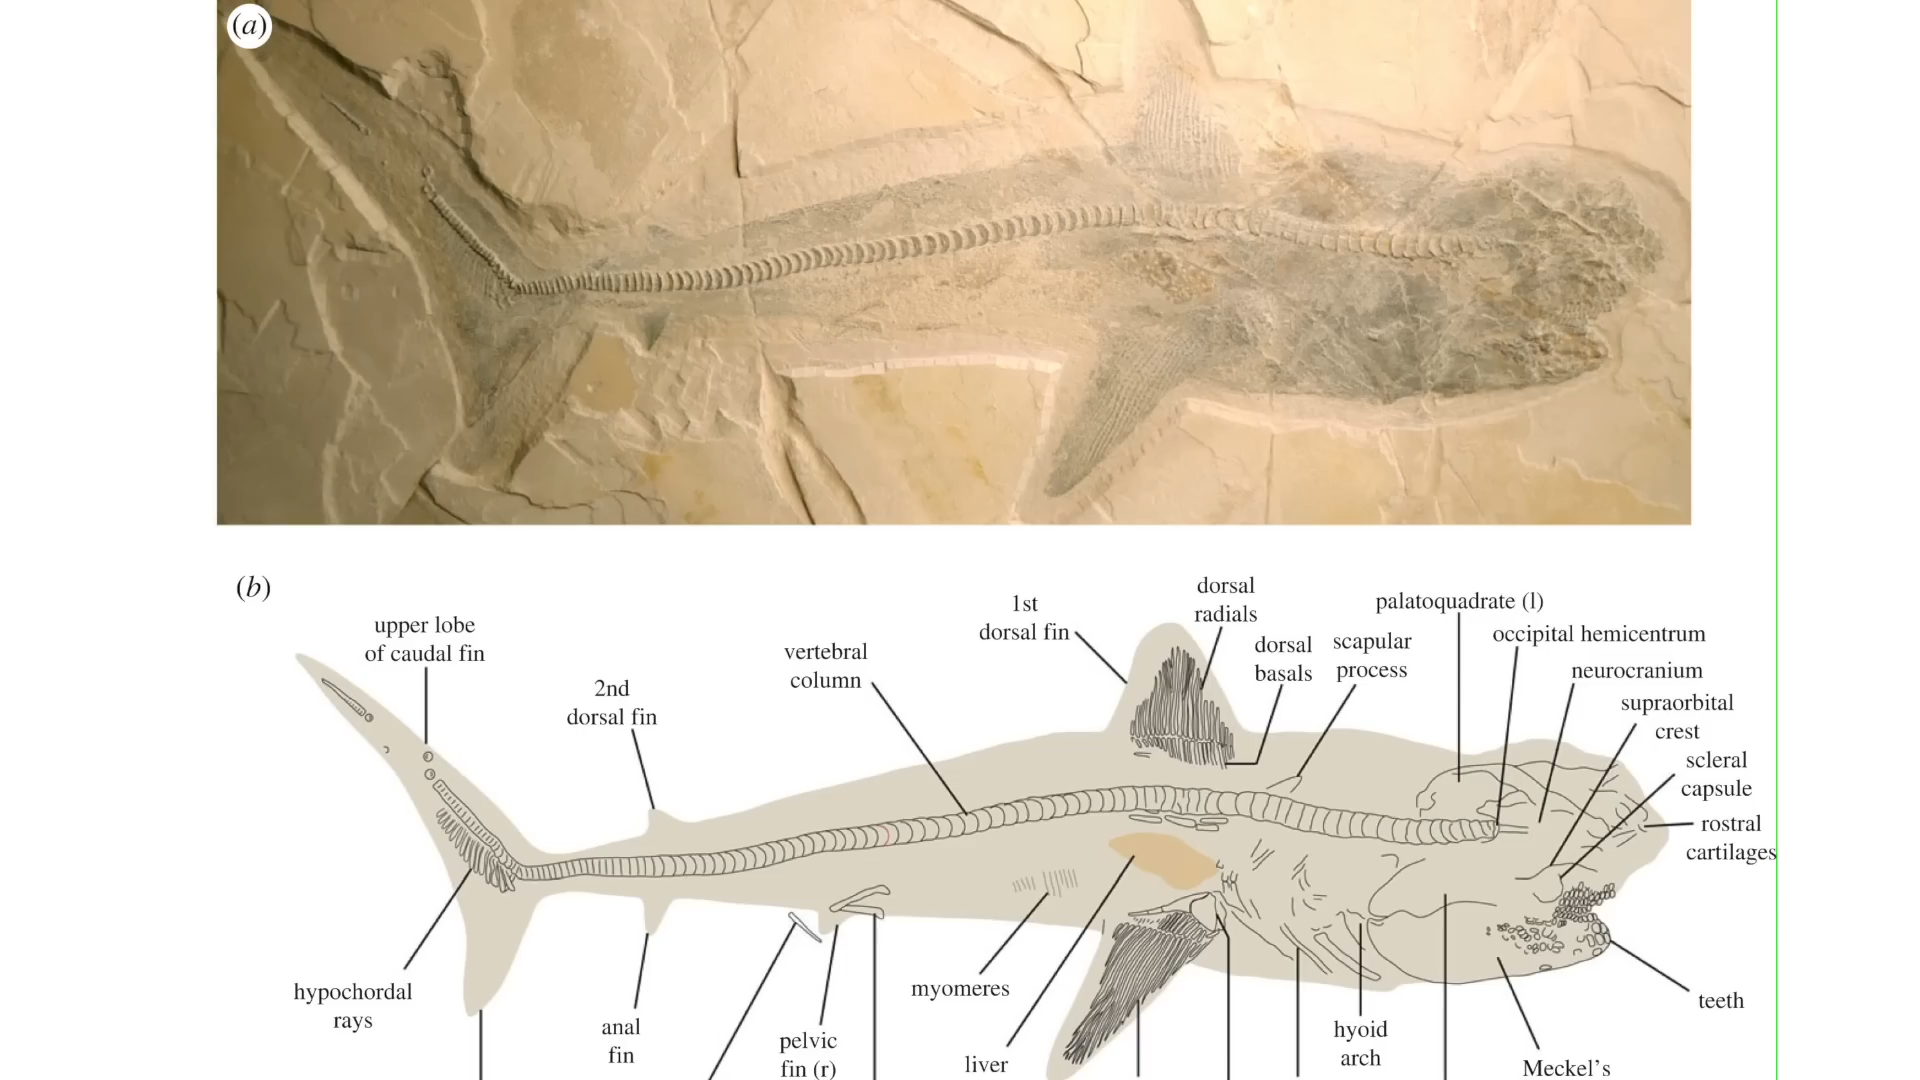 (a)
(b)
upper lobe
of caudal fin
2nd
dorsal fin
vertebral
column
1st
dorsal fin
dorsal
radials
dorsal
basals
scapular
process
palatoquadrate (l)
occipital hemicentrum
neurocranium
supraorbital
crest
scleral
capsule
rostral
cartilages
hypochordal
rays
anal
fin
pelvic
fin (r)
myomeres
liver
hyoid
arch
Meckel’s
teeth